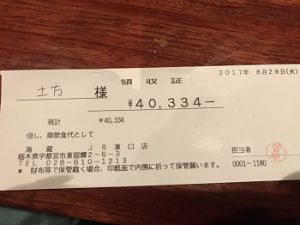 領収証
2017年 8月29日(火)
土方 様
¥40,334－
現計 ¥40,334
但し、御飲食代として
海蔵 JR東口店
栃木県宇都宮市東宿郷2-6-3
TEL 028-610-1213
担当者
0001-1180
* 財布等で保管戴く場合、印紙面で内側に折って保管願います。